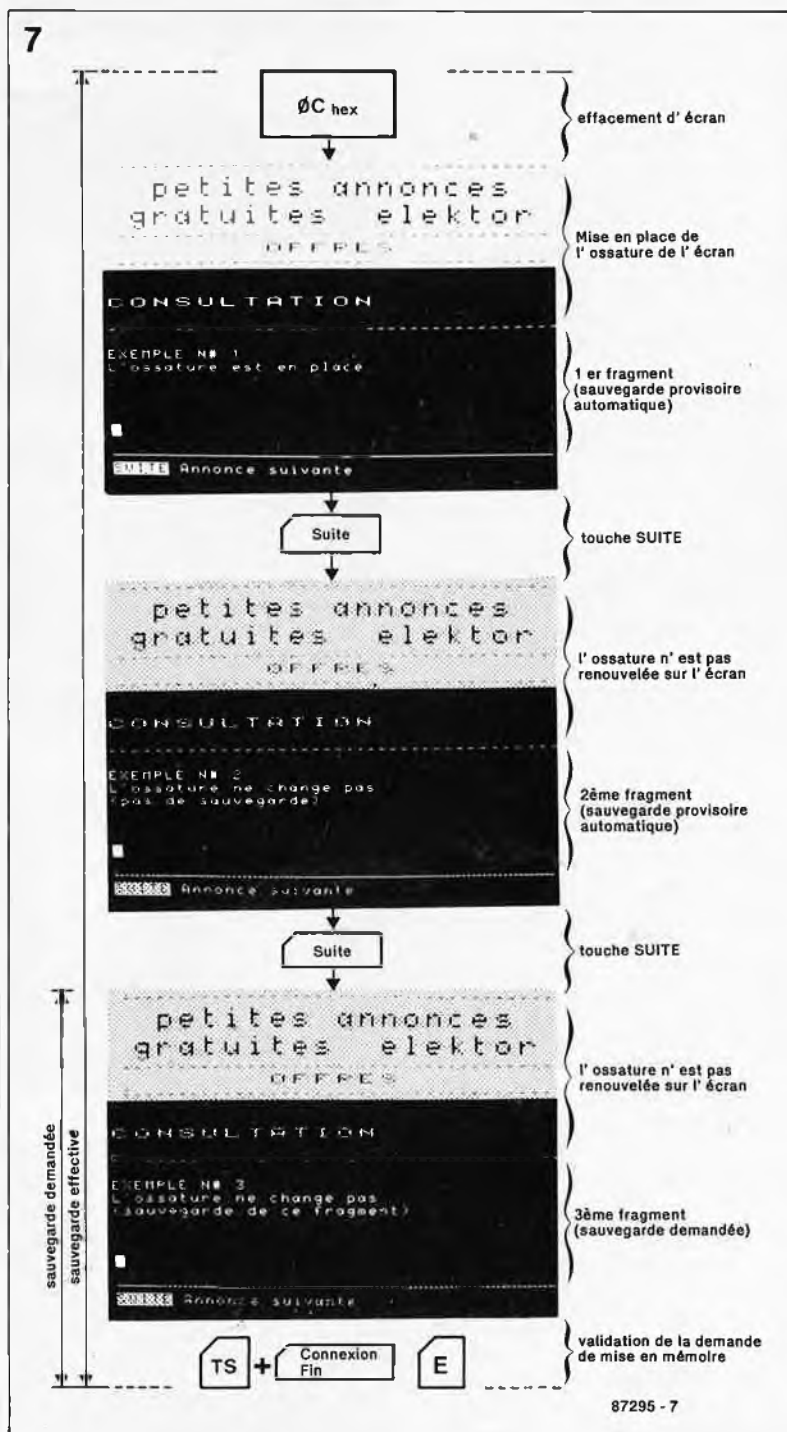 7
ØC hex
effacement d' écran
petites annonces
gratuites elektor
OFFRES
Mise en place de
l' ossature de l' écran
CONSULTATION
EXEMPLE N# 1
L'ossature est en place
1 er fragment
(sauvegarde provisoire
automatique)
SUITE Annonce suivante
Suite
touche SUITE
petites annonces
gratuites elektor
OFFRES
l' ossature n' est pas
renouvelée sur l' écran
CONSULTATION
EXEMPLE N# 2
L'ossature ne change pas
(pas de sauvegarde)
2ème fragment
(sauvegarde provisoire
automatique)
SUITE Annonce suivante
Suite
touche SUITE
petites annonces
gratuites elektor
OFFRES
l' ossature n' est pas
renouvelée sur l' écran
CONSULTATION
EXEMPLE N# 3
L'ossature ne change pas
(sauvegarde de ce fragment)
3ème fragment
(sauvegarde demandée)
SUITE Annonce suivante
sauvegarde demandée
sauvegarde effective
TS + Connexion
Fin
E
validation de la demande
de mise en mémoire
87295 - 7